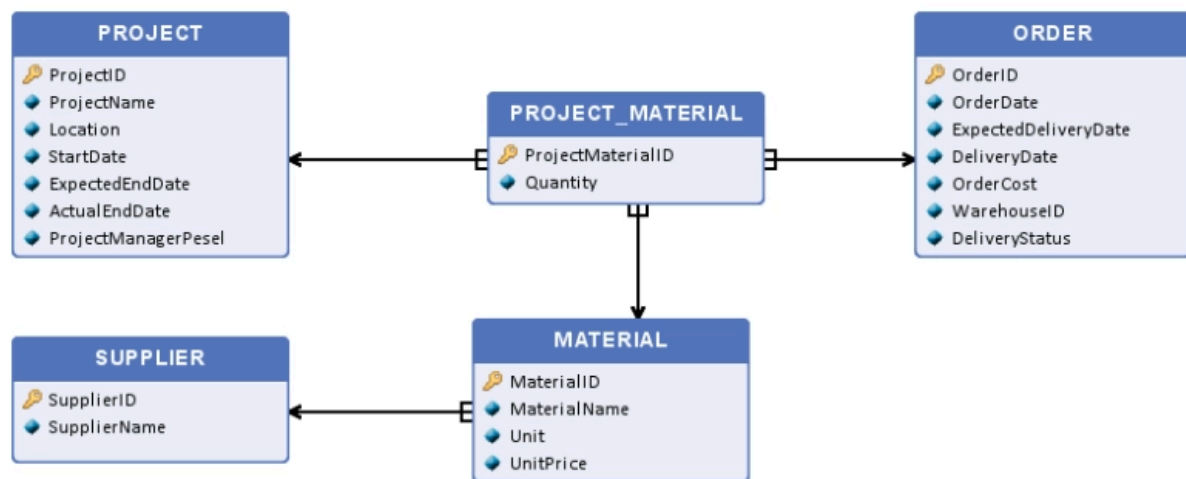 PROJECT
ProjectID
ProjectName
Location
StartDate
ExpectedEndDate
ActualEndDate
ProjectManagerPesel
PROJECT_MATERIAL
ProjectMaterialID
Quantity
ORDER
OrderID
OrderDate
ExpectedDeliveryDate
DeliveryDate
OrderCost
WarehouseID
DeliveryStatus
SUPPLIER
SupplierID
SupplierName
MATERIAL
MaterialID
MaterialName
Unit
UnitPrice